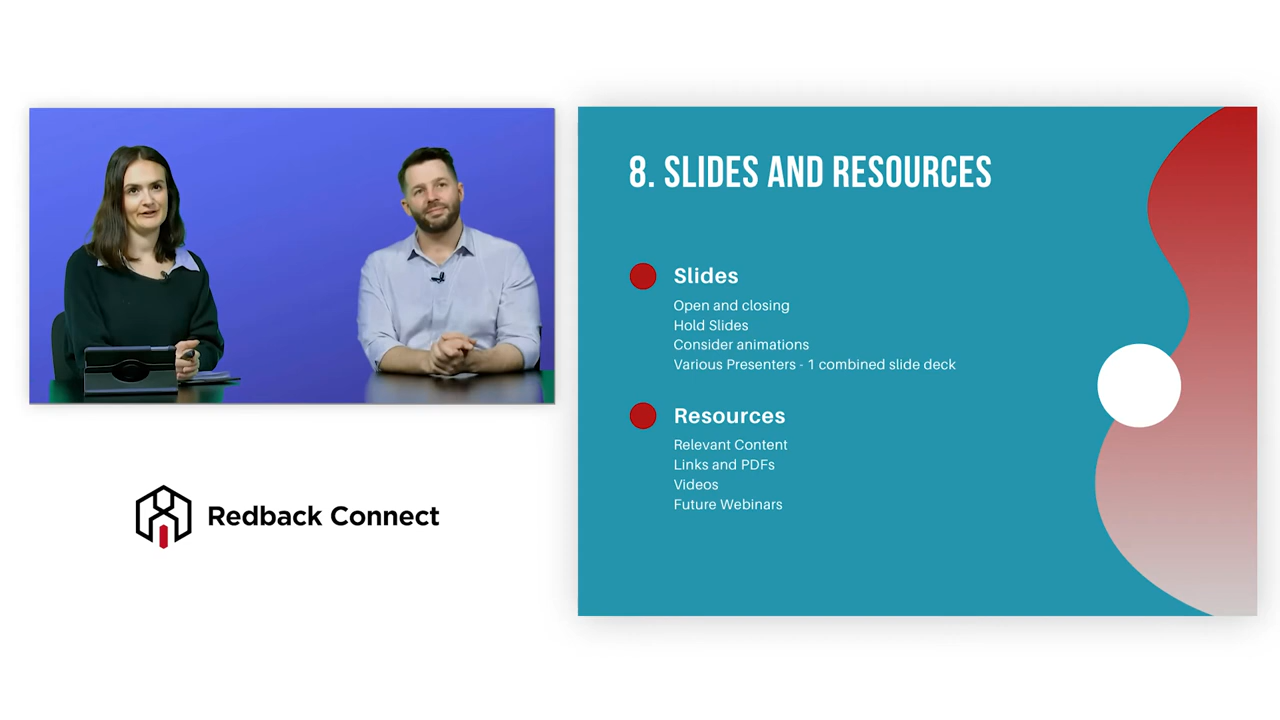 8. SLIDES AND RESOURCES
Slides
Open and closing
Hold Slides
Consider animations
Various Presenters - 1 combined slide deck
Resources
Relevant Content
Links and PDFs
Videos
Future Webinars
Redback Connect